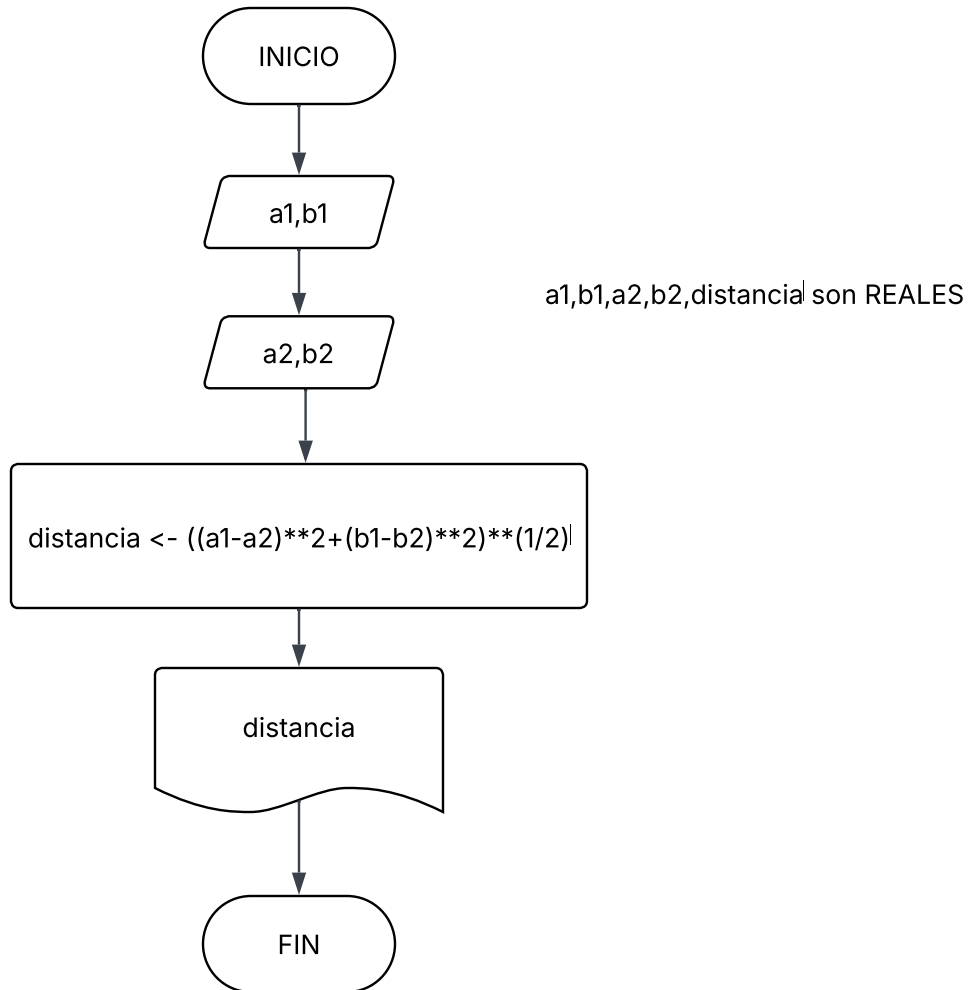 INICIO
a1,b1
a1,b1,a2,b2,distancia son REALES
a2,b2
distancia <- ((a1-a2)**2+(b1-b2)**2)**(1/2)
distancia
FIN